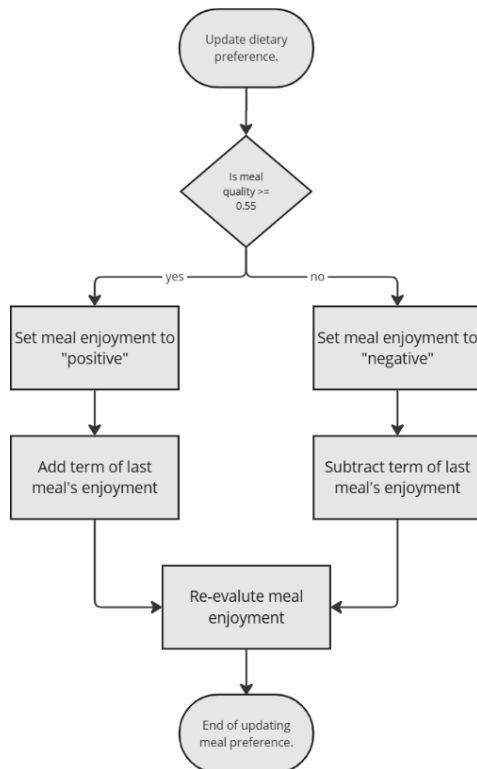 Update dietary
preference.
Is meal
quality >=
0.55
yes
no
Set meal enjoyment to
"positive"
Set meal enjoyment to
"negative"
Add term of last
meal's enjoyment
Subtract term of last
meal's enjoyment
Re-evalute meal
enjoyment
End of updating
meal preference.